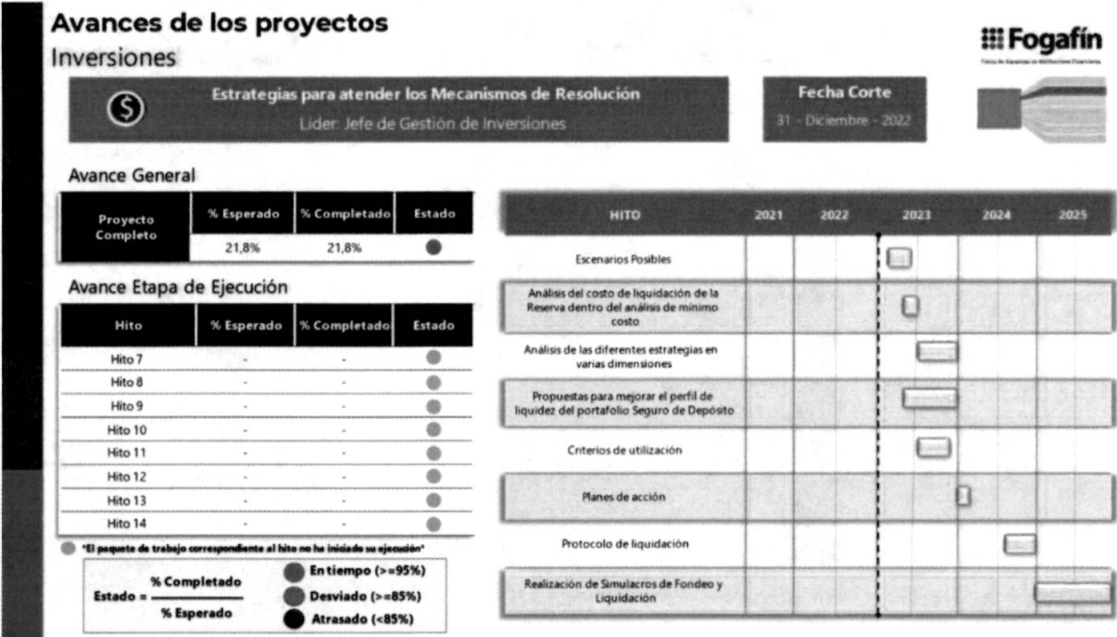 Avances de los proyectos
Inversiones
Fogafín
Estrategias para atender los Mecanismos de Resolución
Líder: Jefe de Gestión de Inversiones
Fecha Corte
31 - Diciembre - 2022
Avance General
Proyecto
Completo
% Esperado
% Completado
Estado
21,8%
21,8%
Avance Etapa de Ejecución
Hito
% Esperado
% Completado
Estado
Hito 7 - -
Hito 8 - -
Hito 9 - -
Hito 10 - -
Hito 11 - -
Hito 12 - -
Hito 13 - -
Hito 14 - -
"El paquete de trabajo correspondiente al hito no ha iniciado su ejecución"
Estado =
% Completado
% Esperado
En tiempo (>=95%)
Desviado (>=85%)
Atrasado (<85%)
HITO 2021 2022 2023 2024 2025
Escenarios Posibles
Análisis del costo de liquidación de la
Reserva dentro del análisis de mínimo
costo
Análisis de las diferentes estrategias en
varias dimensiones
Propuestas para mejorar el perfil de
liquidez del portafolio Seguro de Depósito
Criterios de utilización
Planes de acción
Protocolo de liquidación
Realización de Simulacros de Fondeo y
Liquidación